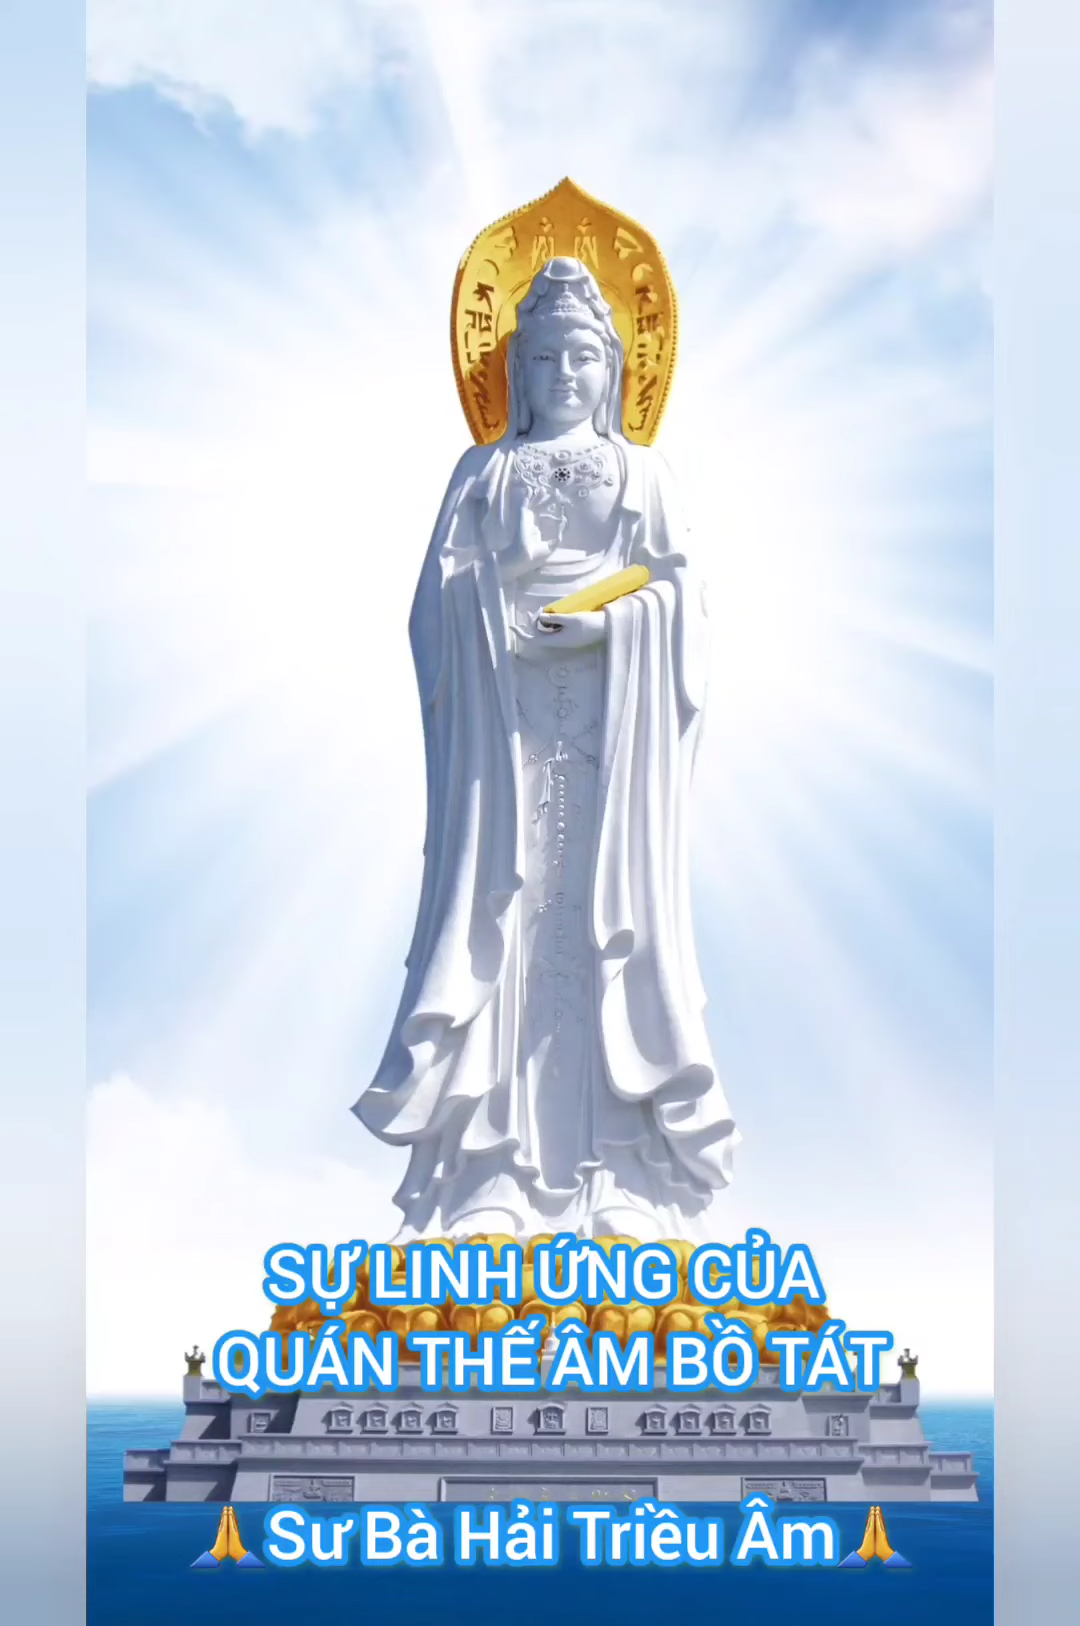 SỰ LINH ỨNG CỦA
QUÁN THẾ ÂM BỒ TÁT
🙏Sư Bà Hải Triều Âm🙏